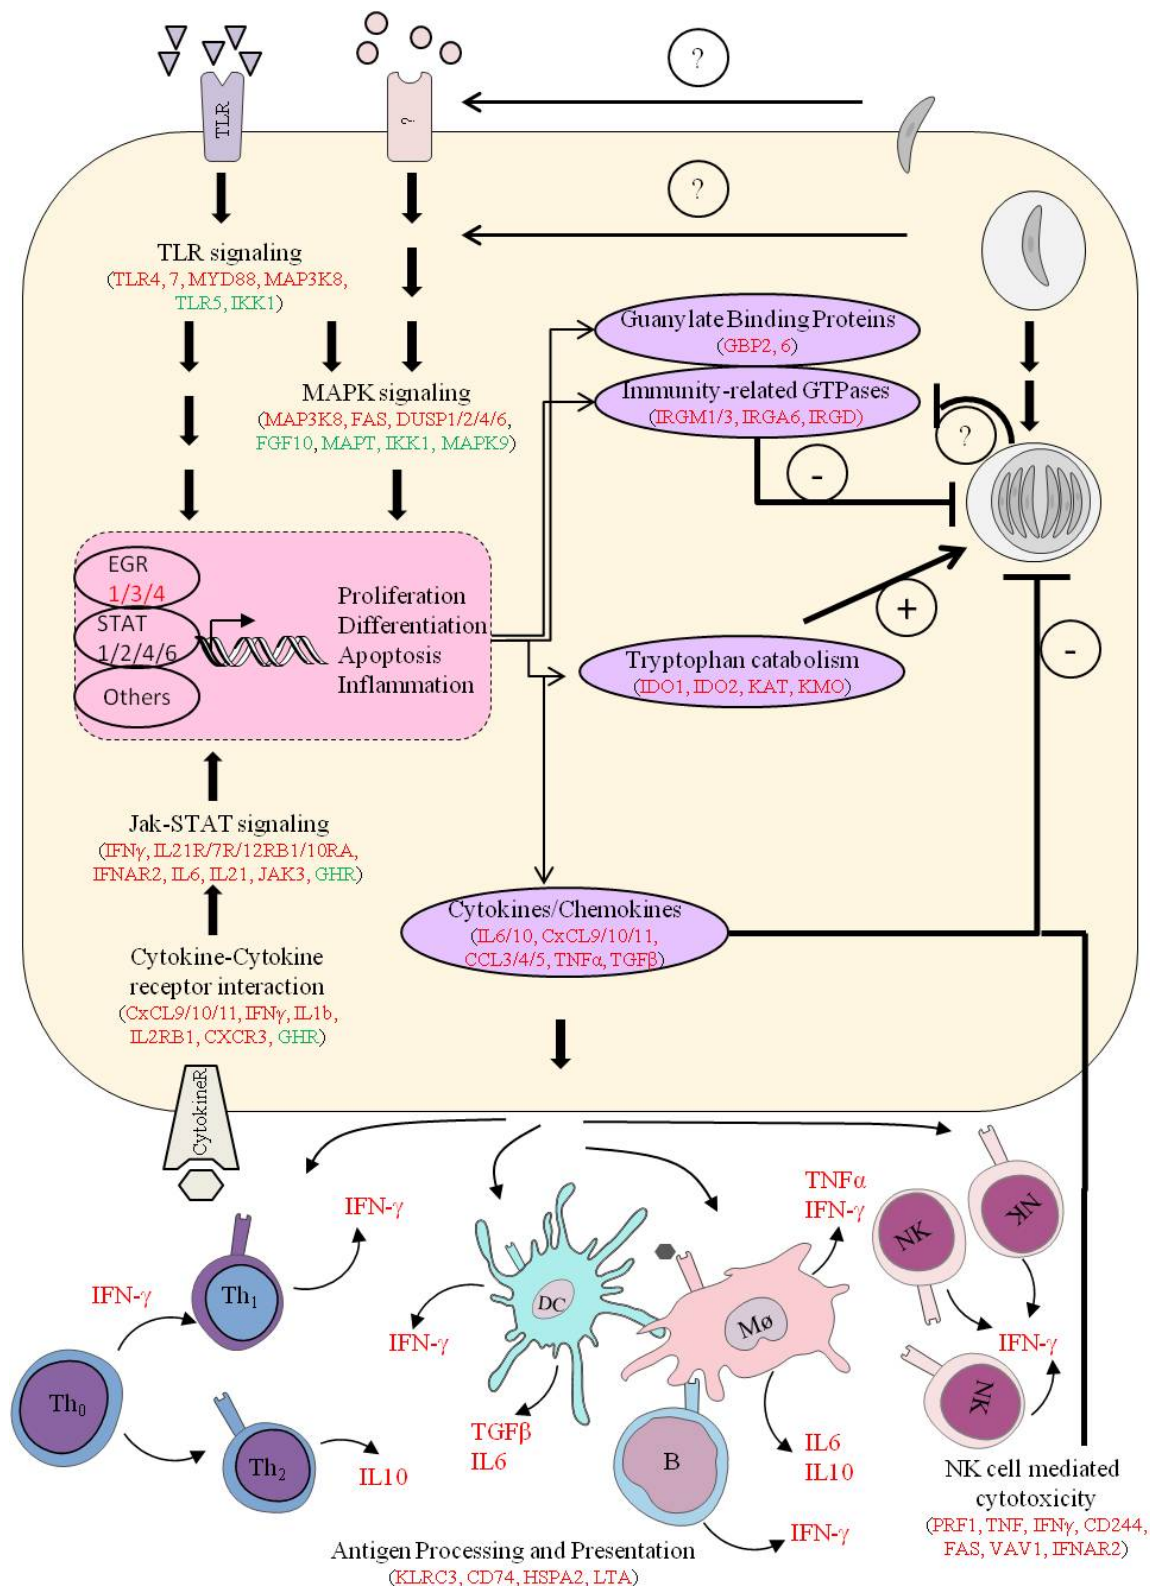 ?
TLR
?
?
TLR signaling
(TLR4, 7, MYD88, MAP3K8,
TLR5, IKK1)
Guanylate Binding Proteins
(GBP2, 6)
MAPK signaling
(MAP3K8, FAS, DUSP1/2/4/6,
FGF10, MAPT, IKK1, MAPK9)
Immunity-related GTPases
(IRGM1/3, IRGA6, IRGD)
?
-
EGR
1/3/4
STAT
1/2/4/6
Others
Proliferation
Differentiation
Apoptosis
Inflammation
+
Tryptophan catabolism
(IDO1, IDO2, KAT, KMO)
-
Jak-STAT signaling
(IFNγ, IL21R/7R/12RB1/10RA,
IFNAR2, IL6, IL21, JAK3, GHR)
Cytokines/Chemokines
(IL6/10, CxCL9/10/11,
CCL3/4/5, TNFα, TGFβ)
Cytokine-Cytokine
receptor interaction
(CxCL9/10/11, IFNγ, IL1b,
IL2RB1, CXCR3, GHR)
CytokineR
IFN-γ
TNFα
IFN-γ
NK
NK
IFN-γ
Th1
DC
Mø
IFN-γ
IFN-γ
NK
Th0
TGFβ
IL6
Th2
IL10
B
IL6
IL10
IFN-γ
NK cell mediated
cytotoxicity
(PRF1, TNF, IFNγ, CD244,
FAS, VAV1, IFNAR2)
Antigen Processing and Presentation
(KLRC3, CD74, HSPA2, LTA)